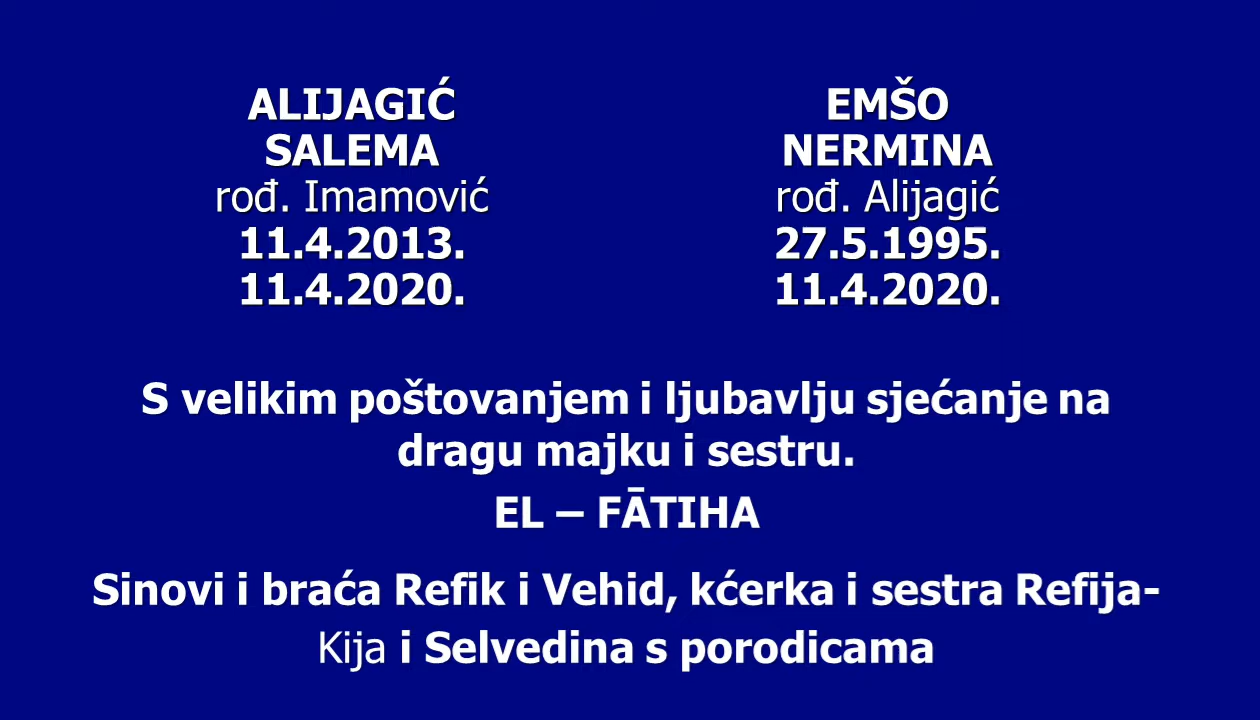 ALIJAGIĆ
SALEMA
rođ. Imamović
11.4.2013.
11.4.2020.
EMŠO
NERMINA
rođ. Alijagić
27.5.1995.
11.4.2020.
S velikim poštovanjem i ljubavlju sjećanje na
dragu majku i sestru.
EL – FĀTIHA
Sinovi i braća Refik i Vehid, kćerka i sestra Refija-
Kija i Selvedina s porodicama